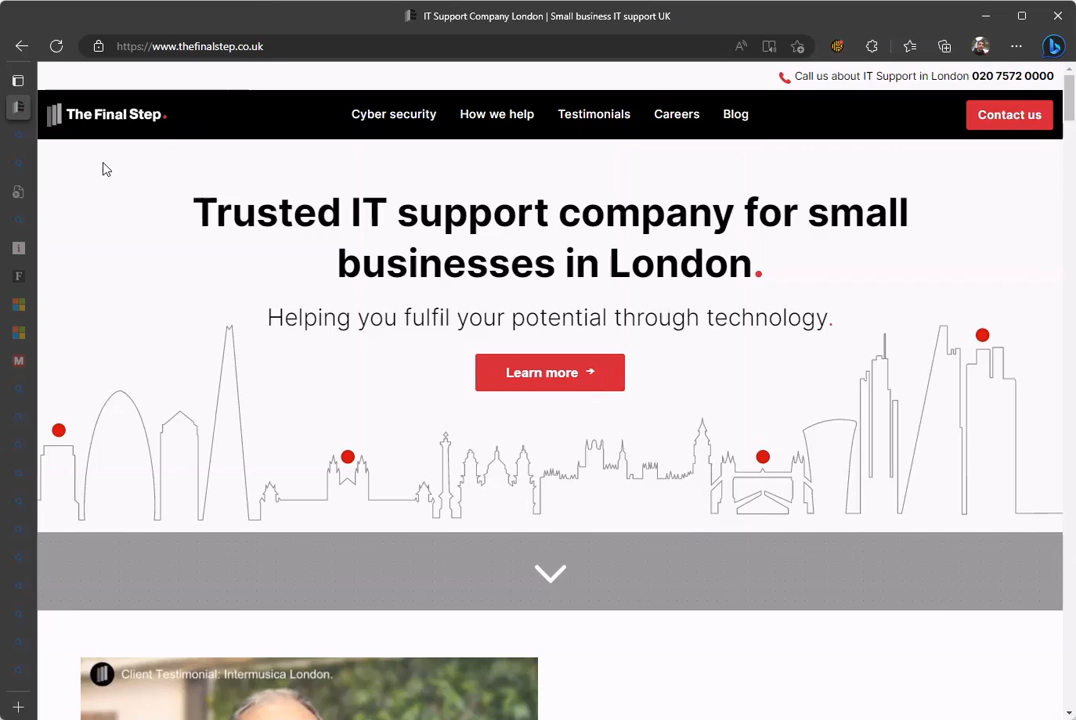 IT Support Company London | Small business IT support UK
https://www.thefinalstep.co.uk
Call us about IT Support in London 020 7572 0000
The Final Step.
Cyber security How we help Testimonials Careers Blog
Contact us
Trusted IT support company for small
businesses in London.
Helping you fulfil your potential through technology.
Learn more →
Client Testimonial: Intermusica London.